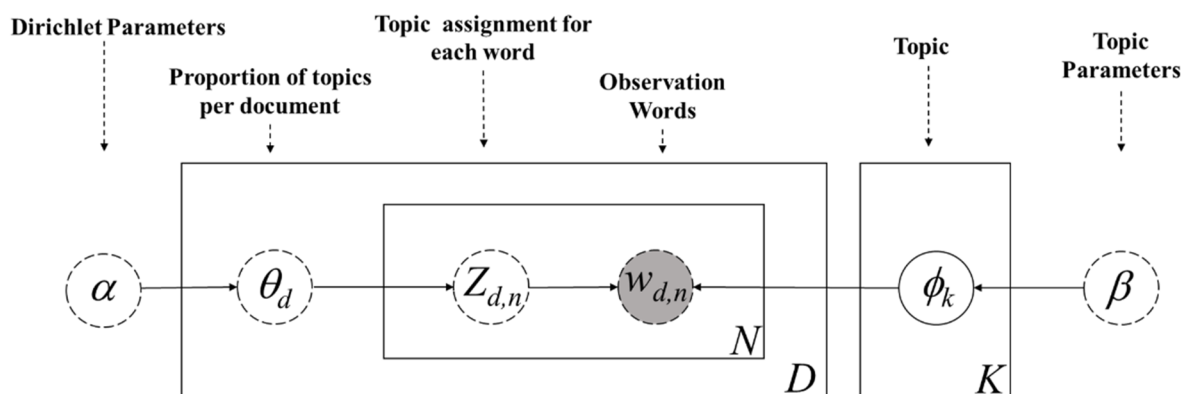 Dirichlet Parameters
Proportion of topics
per document
Topic assignment for
each word
Observation
Words
Topic
Topic
Parameters
α
θd
Zd,n
wd,n
N
D
ϕk
K
β